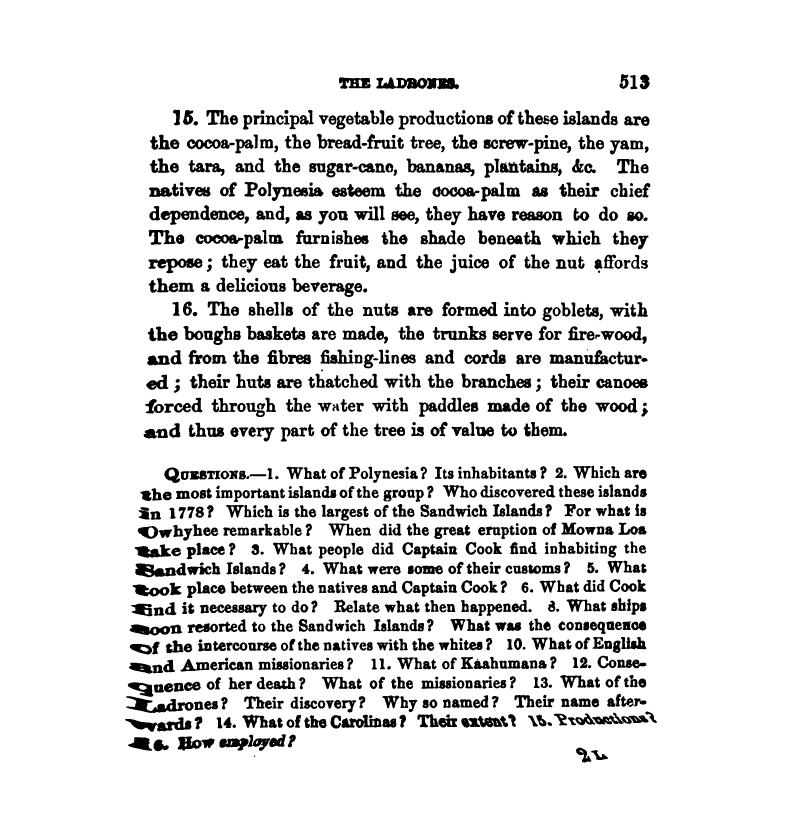 THE LADRONES. 513
15. The principal vegetable productions of these islands are
the cocoa-palm, the bread-fruit tree, the screw-pine, the yam,
the tara, and the sugar-cane, bananas, plantains, &c. The
natives of Polynesia esteem the cocoa-palm as their chief
dependence, and, as you will see, they have reason to do so.
The cocoa-palm furnishes the shade beneath which they
repose; they eat the fruit, and the juice of the nut affords
them a delicious beverage.
16. The shells of the nuts are formed into goblets, with
the boughs baskets are made, the trunks serve for fire-wood,
and from the fibres fishing-lines and cords are manufactur-
ed; their huts are thatched with the branches; their canoes
forced through the water with paddles made of the wood;
and thus every part of the tree is of value to them.
QUESTIONS.—1. What of Polynesia? Its inhabitants? 2. Which are
the most important islands of the group? Who discovered these islands
in 1778? Which is the largest of the Sandwich Islands? For what is
Owhyhee remarkable? When did the great eruption of Mowna Loa
take place? 3. What people did Captain Cook find inhabiting the
Sandwich Islands? 4. What were some of their customs? 5. What
took place between the natives and Captain Cook? 6. What did Cook
find it necessary to do? Relate what then happened. 8. What ships
soon resorted to the Sandwich Islands? What was the consequence
of the intercourse of the natives with the whites? 10. What of English
and American missionaries? 11. What of Kaahumana? 12. Conse-
quence of her death? What of the missionaries? 13. What of the
Ladrones? Their discovery? Why so named? Their name after-
wards? 14. What of the Carolinas? Their extent? 15. Productions?
16. How employed?
2L